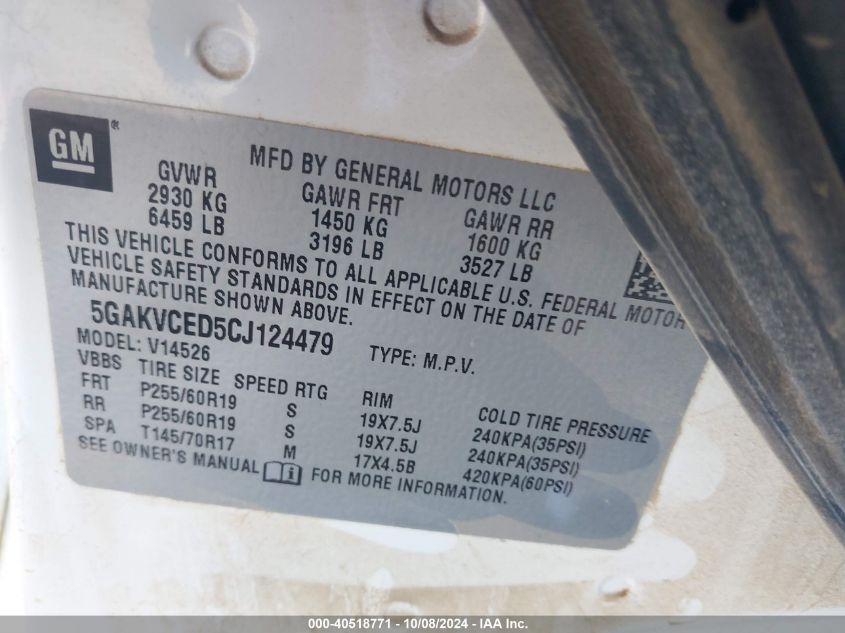 GM®
MFD BY GENERAL MOTORS LLC
GVWR GAWR FRT GAWR RR
2930 KG 1450 KG 1600 KG
6459 LB 3196 LB 3527 LB
THIS VEHICLE CONFORMS TO ALL APPLICABLE U.S. FEDERAL MOTOR
VEHICLE SAFETY STANDARDS IN EFFECT ON THE DATE OF
MANUFACTURE SHOWN ABOVE.
5GAKVCED5CJ124479
MODEL: V14526 TYPE: M.P.V.
VBBS TIRE SIZE SPEED RTG RIM COLD TIRE PRESSURE
FRT P255/60R19 S 19X7.5J 240KPA(35PSI)
RR P255/60R19 S 19X7.5J 240KPA(35PSI)
SPA T145/70R17 M 17X4.5B 420KPA(60PSI)
SEE OWNER'S MANUAL FOR MORE INFORMATION.
000-40518771 - 10/08/2024 - IAA Inc.